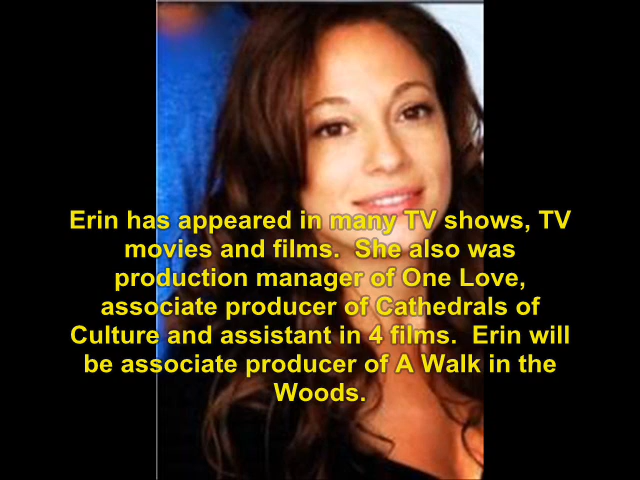 Erin has appeared in many TV shows, TV
movies and films.  She also was
production manager of One Love,
associate producer of Cathedrals of
Culture and assistant in 4 films.  Erin will
be associate producer of A Walk in the
Woods.